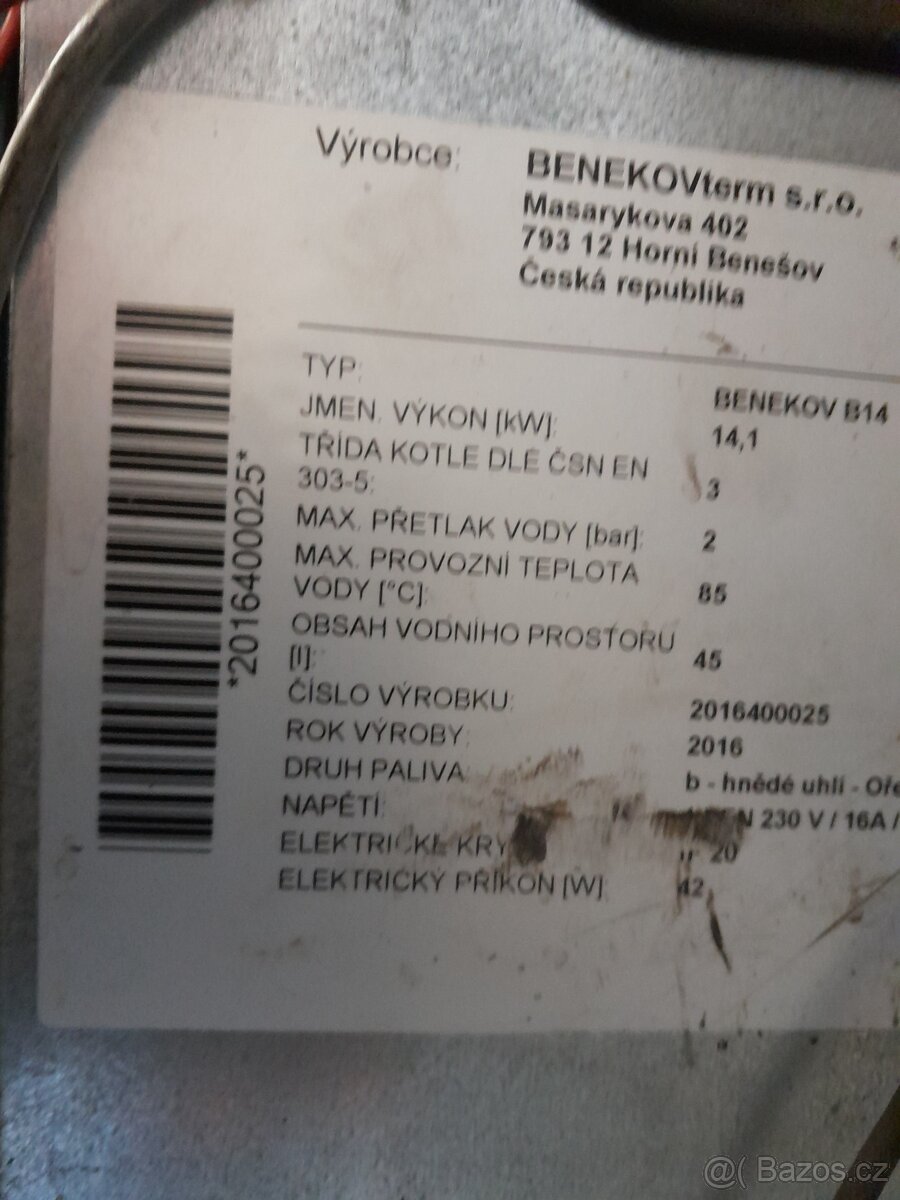 Výrobce:
BENEKOVterm s.r.o.
Masarykova 402
793 12 Horní Benešov
Česká republika
*2016400025*
TYP: BENEKOV B14
JMEN. VÝKON [kW]: 14,1
TŘÍDA KOTLE DLE ČSN EN
303-5: 3
MAX. PŘETLAK VODY [bar]: 2
MAX. PROVOZNÍ TEPLOTA
VODY [°C]: 85
OBSAH VODNÍHO PROSTORU
[l]: 45
ČÍSLO VÝROBKU: 2016400025
ROK VÝROBY: 2016
DRUH PALIVA: b - hnědé uhlí -
NAPĚTÍ: 230 V / 16A /
ELEKTRICKÉ 20
ELEKTRICKÝ PŘÍKON [W]: 42
@( Bazos.cz